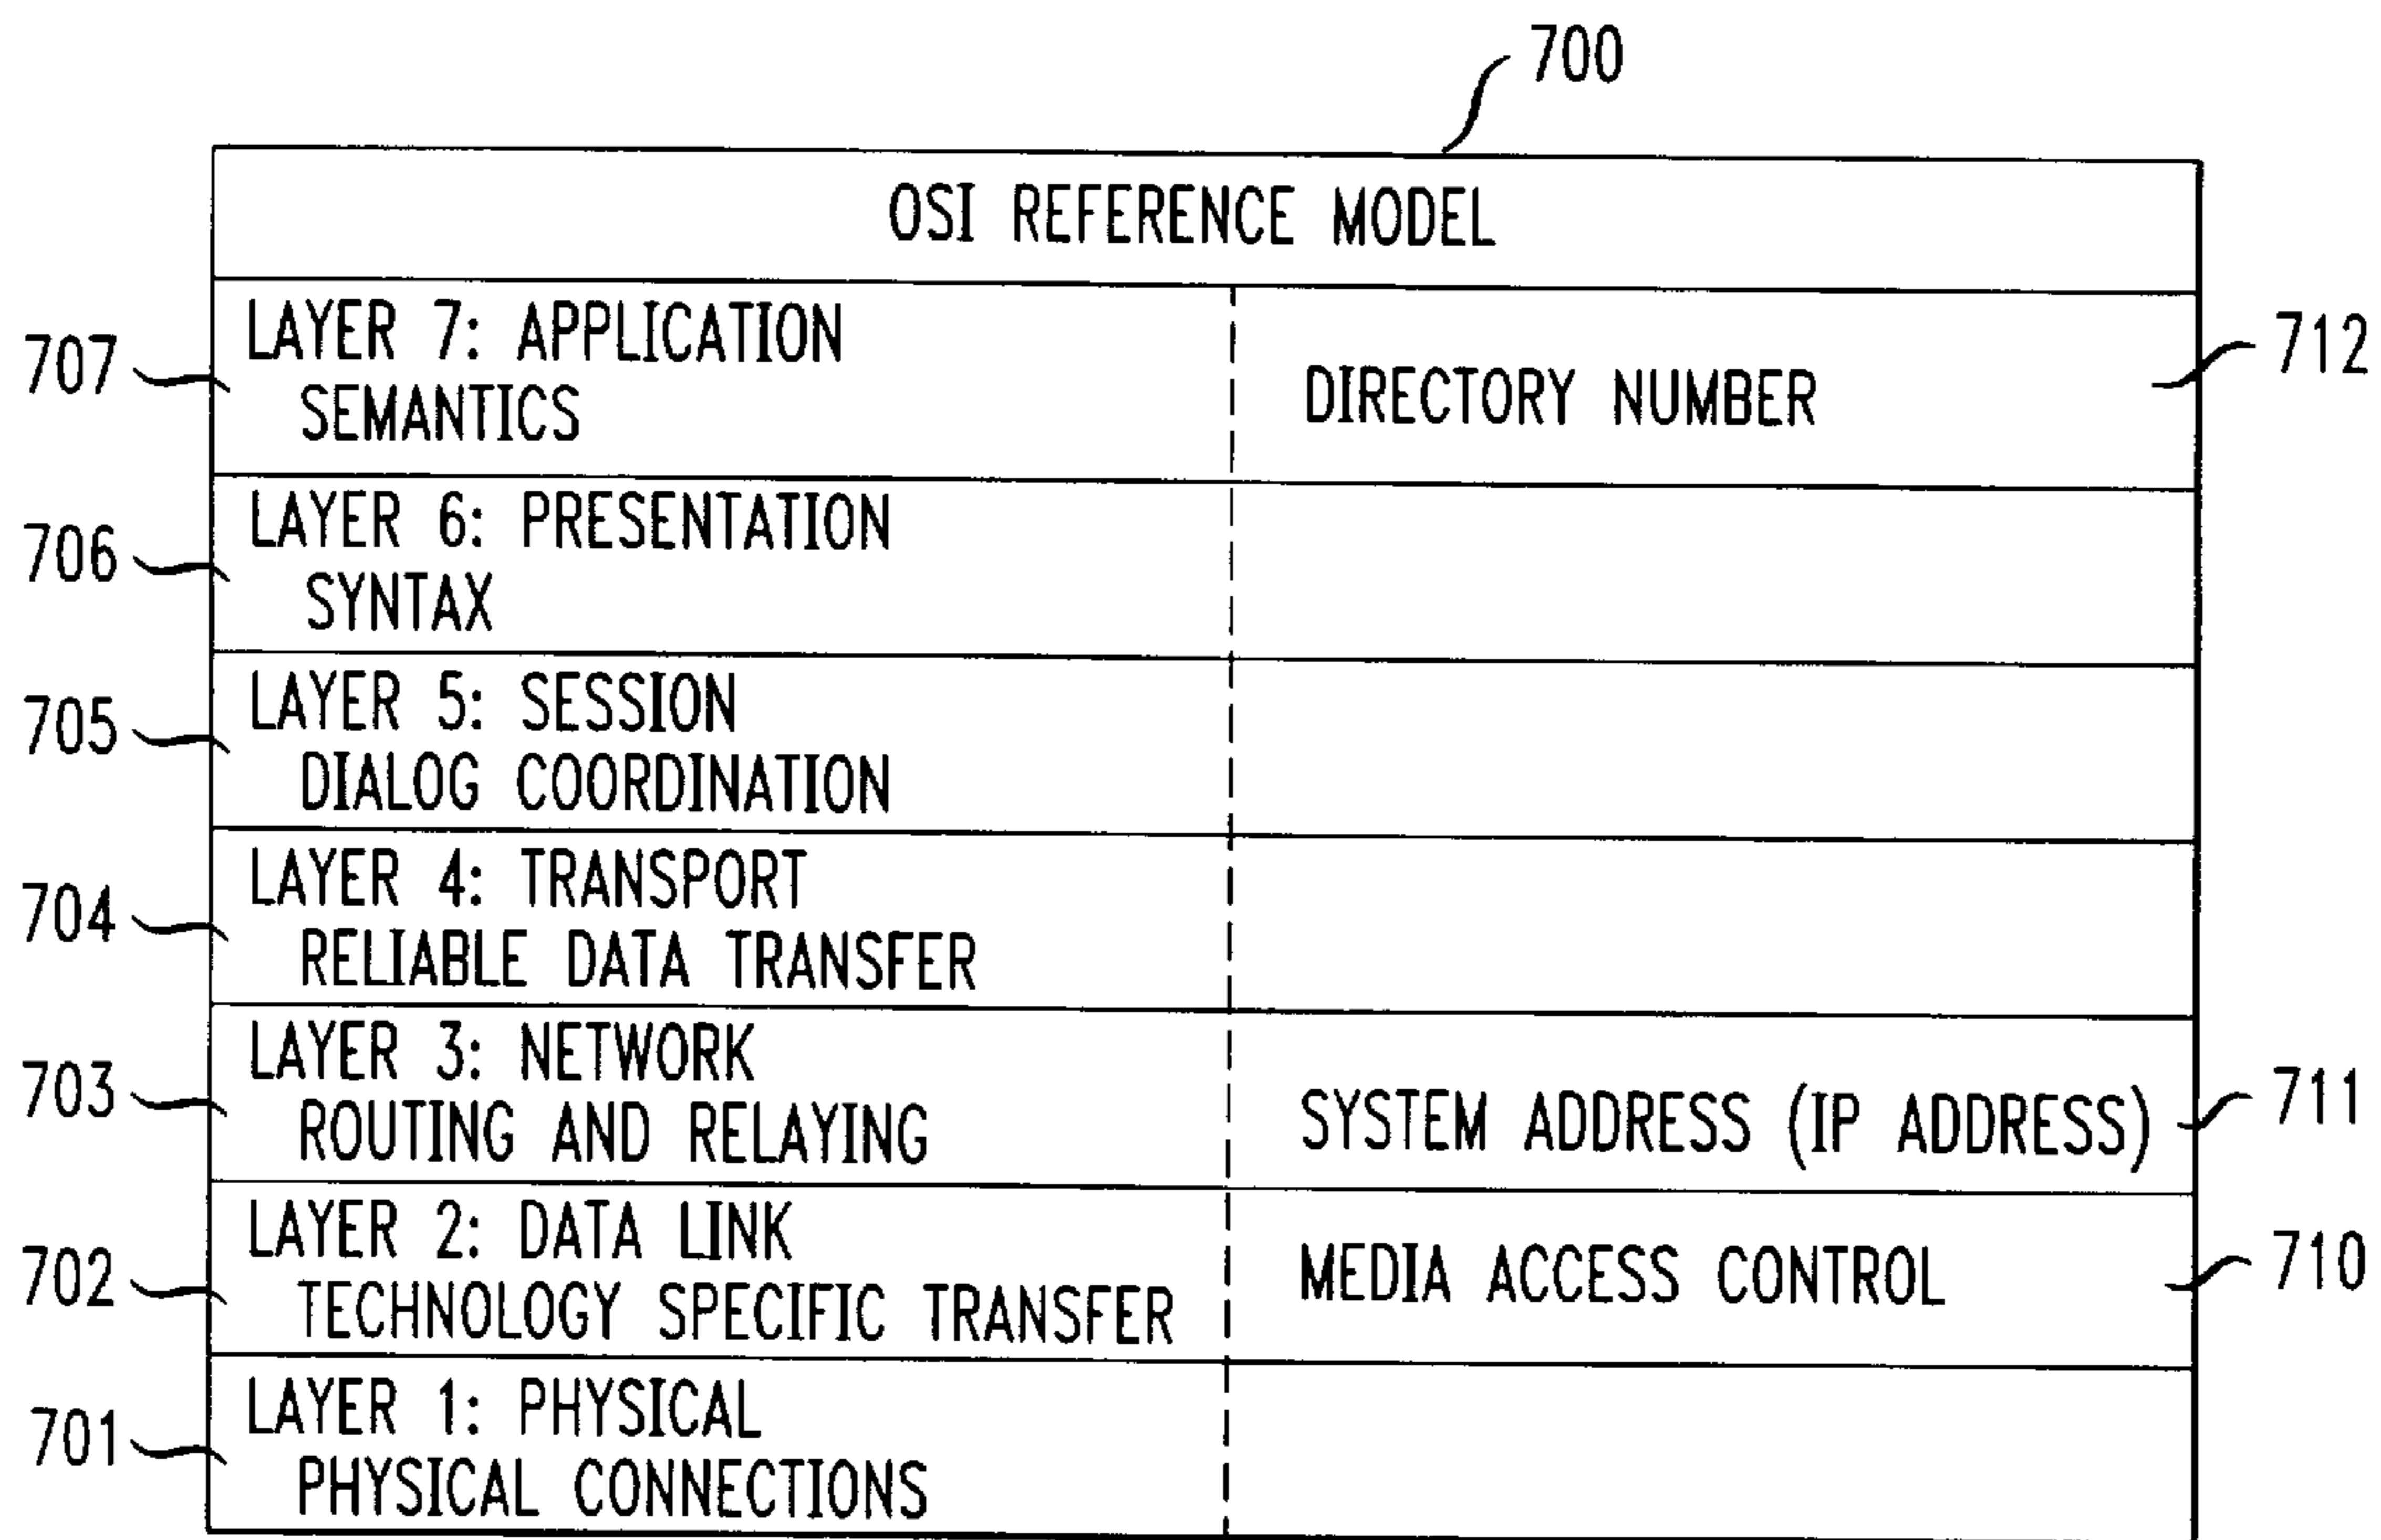 700
OSI REFERENCE MODEL
707
LAYER 7: APPLICATION
SEMANTICS
DIRECTORY NUMBER
712
706
LAYER 6: PRESENTATION
SYNTAX
705
LAYER 5: SESSION
DIALOG COORDINATION
704
LAYER 4: TRANSPORT
RELIABLE DATA TRANSFER
703
LAYER 3: NETWORK
ROUTING AND RELAYING
SYSTEM ADDRESS (IP ADDRESS)
711
702
LAYER 2: DATA LINK
TECHNOLOGY SPECIFIC TRANSFER
MEDIA ACCESS CONTROL
710
701
LAYER 1: PHYSICAL
PHYSICAL CONNECTIONS